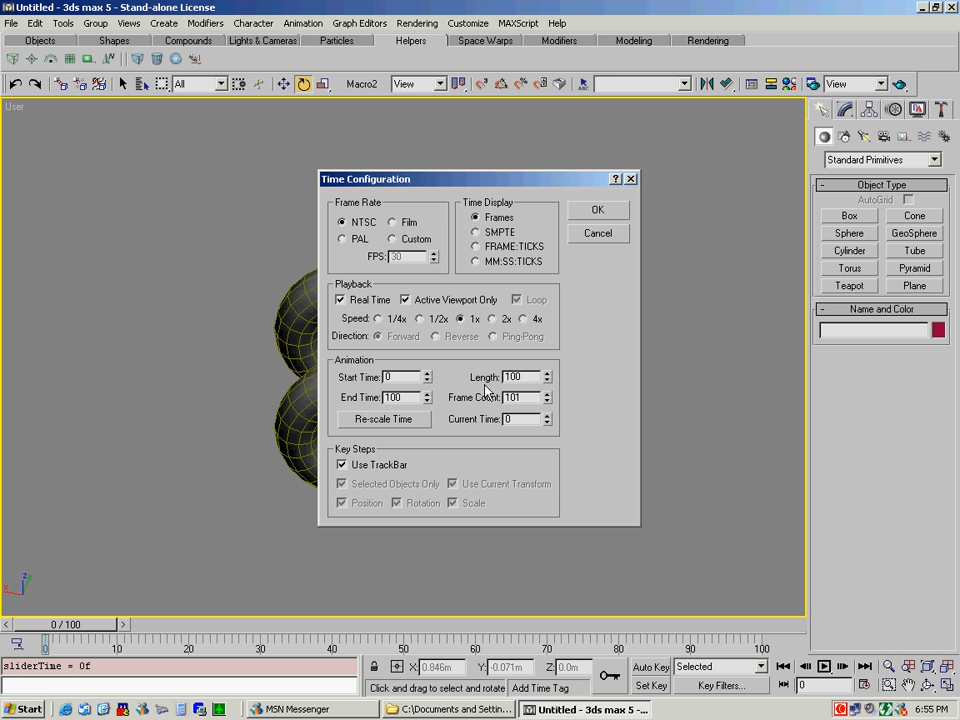 Untitled - 3ds max 5 - Stand-alone License
File Edit Tools Group Views Create Modifiers Character Animation Rendering Customize MAXScript Help
Objects Shapes Compounds Lights & Cameras Particles Helpers Space Warps Modifiers Modeling Rendering
All Macro2 View View
User
Time Configuration
Frame Rate
NTSC Film
PAL Custom
FPS: 30
Time Display
Frames
SMPTE
FRAME:TICKS
MM:SS:TICKS
OK
Cancel
Playback
Real Time Active Viewport Only Loop
Speed: 1/4x 1/2x 1x 2x 4x
Direction: Forward Reverse Ping-Pong
Animation
Start Time: 0 Length: 100
End Time: 100 Frame Count: 101
Re-scale Time Current Time: 0
Key Steps
Use TrackBar
Selected Objects Only Use Current Transform
Position Rotation Scale
Standard Primitives
- Object Type
AutoGrid
Box Cone
Sphere GeoSphere
Cylinder Tube
Torus Pyramid
Teapot Plane
- Name and Color
z
y
x
< 0 / 100 >
0 10 20 30 40 50 60 70 80 90 100
sliderTime = 0f
X: 0.846m Y: -0.071m Z: 0.0m
Auto Key Selected
Click and drag to select and rotate Add Time Tag
Set Key Key Filters... 0
Start MSN Messenger C:\Documents and Settin... Untitled - 3ds max 5 -... 6:55 PM